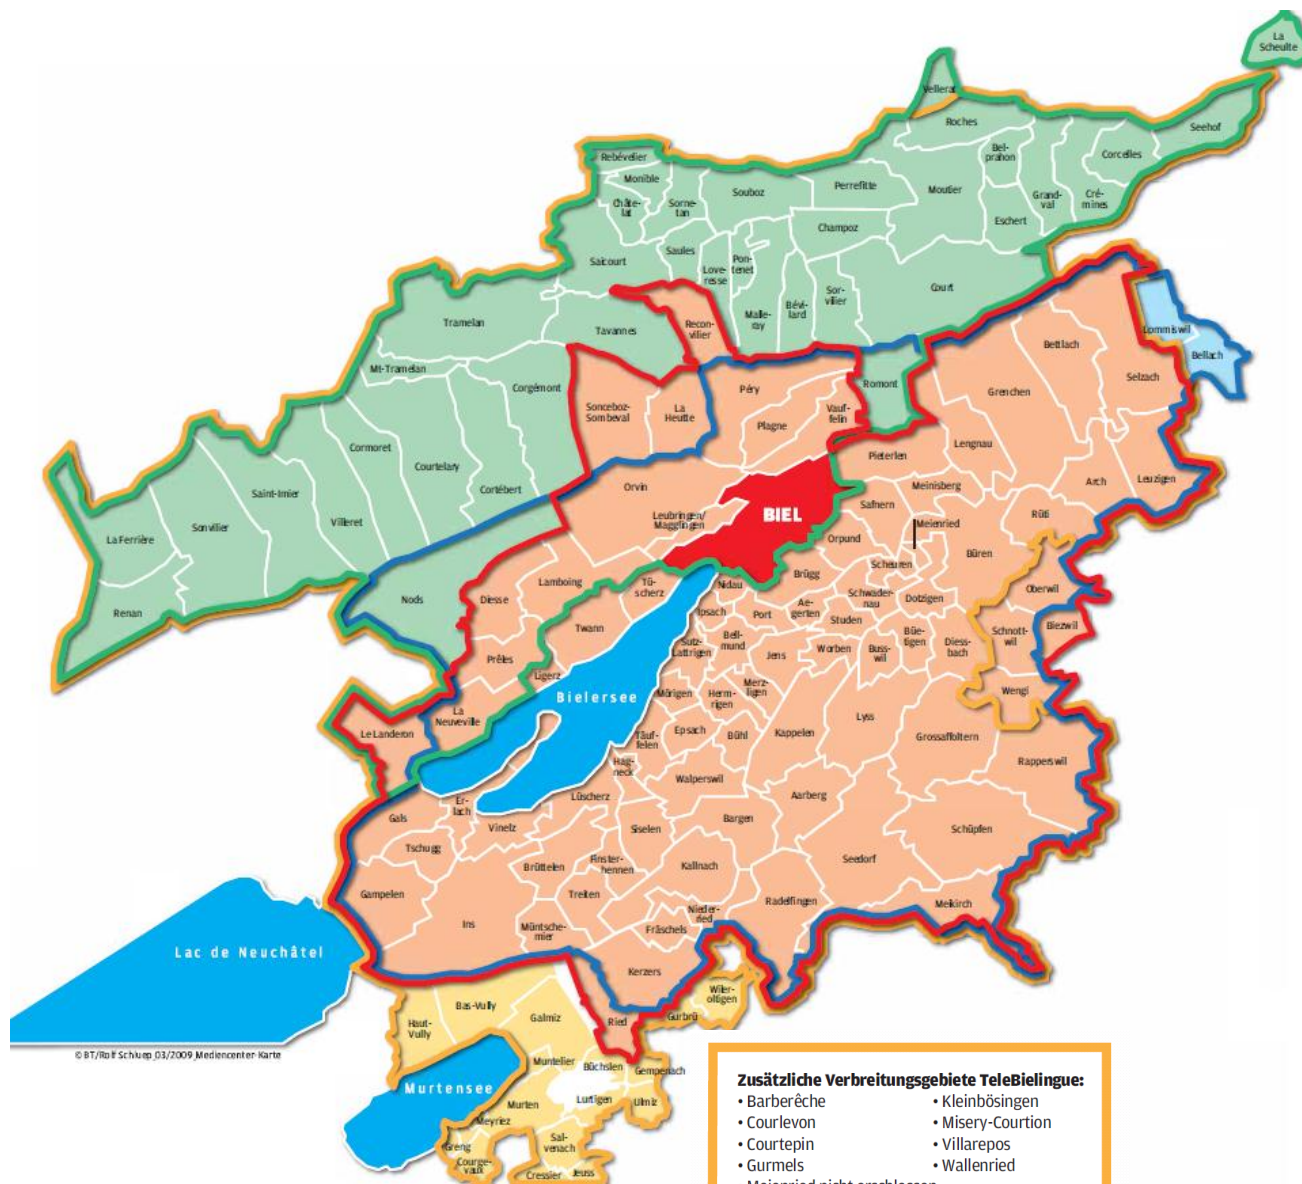 La
Scheulte
Vellerat
Roches
Seehof
Bel-
prahon
Corcelles
Rebévelier
Monible
Souboz
Perrefitte
Moutier
Grand-
val
Cré-
mines
Châte-
lat
Sorne-
tan
Eschert
Champoz
Saules
Saicourt
Love-
resse
Pon-
tenet
Sor-
vilier
Court
Malle-
ray
Bévi-
lard
Tramelan
Tavannes
Recon-
vilier
Lommiswil
Bellach
Bettlach
Mt-Tramelan
Corgémont
Péry
Romont
Grenchen
Selzach
Sonceboz-
Sombeval
La
Heutte
Plagne
Vauf-
felin
Lengnau
Cormoret
Courtelary
Pieterlen
Cortébert
Orvin
Meinisberg
Arch
Leuzigen
Saint-Imier
Villeret
Sonvilier
Safnern
Leubringen/
Magglingen
BIEL
Meienried
Rüti
La Ferrière
Orpund
Büren
Scheuren
Renan
Nods
Diesse
Lamboing
Tü-
scherz
Nidau
Brügg
Schwader-
nau
Dotzigen
Oberwil
Ipsach
Port
Ae-
gerten
Studen
Twann
Biezwil
Schnott-
wil
Sutz-
Lattrigen
Bell-
mund
Jens
Worben
Buss-
wil
Büe-
tigen
Diess-
bach
Prêles
Ligerz
Bielersee
Mörigen
Herm-
rigen
Merz-
ligen
Wengi
La
Neuveville
Le Landeron
Täuf-
felen
Epsach
Bühl
Kappelen
Lyss
Grossaffoltern
Rapperswil
Hag-
neck
Walperswil
Aarberg
Er-
lach
Lüscherz
Gals
Vinelz
Siselen
Bargen
Schüpfen
Tschugg
Brüttelen
Finster-
hennen
Kallnach
Seedorf
Gampelen
Treiten
Radelfingen
Meikirch
Ins
Müntsche-
mier
Nieder-
ried
Fräschels
Lac de Neuchâtel
Kerzers
Bas-Vully
Wiler-
oltigen
Haut-
Vully
Galmiz
Ried
Gurbrü
© BT/Rolf Schluep_03/2009_Mediencenter-Karte
Muntelier
Büchslen
Gempenach
Murtensee
Murten
Lurtigen
Ulmiz
Meyriez
Greng
Sal-
venach
Courge-
vaux
Cressier
Jeuss
Zusätzliche Verbreitungsgebiete TeleBielingue:
• Barberêche
• Courlevon
• Courtepin
• Gurmels
• Kleinbösingen
• Misery-Courtion
• Villarepos
• Wallenried
Meienried nicht erschlossen